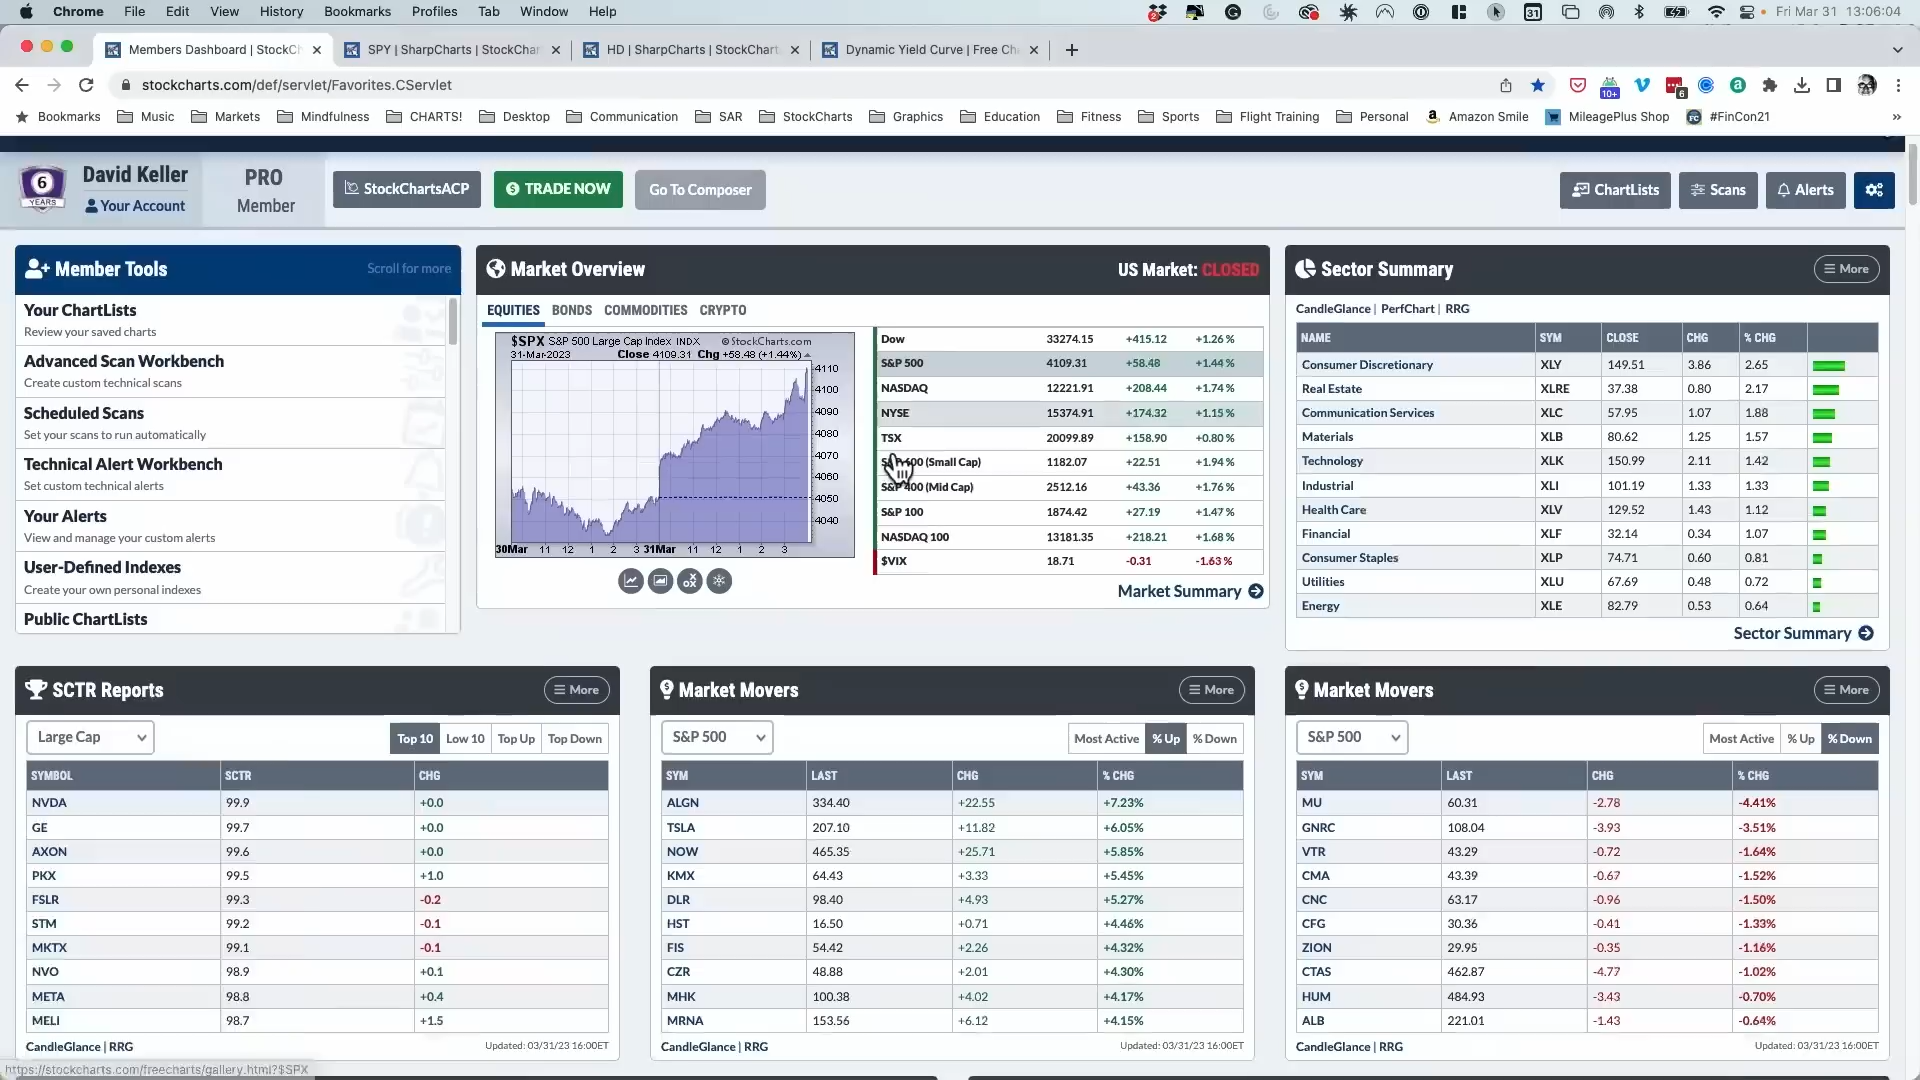 Chrome File Edit View History Bookmarks Profiles Tab Window Help 2 31 Fri Mar 31 13:06:04
Members Dashboard | StockCh SPY | SharpCharts | StockChar HD | SharpCharts | StockChart Dynamic Yield Curve | Free Ch
stockcharts.com/def/servlet/Favorites.CServlet 10+ 6
Bookmarks Music Markets Mindfulness CHARTS! Desktop Communication SAR StockCharts Graphics Education Fitness Sports Flight Training Personal Amazon Smile MileagePlus Shop #FinCon21 »
6 YEARS
David Keller
Your Account
PRO
Member
StockChartsACP TRADE NOW Go To Composer ChartLists Scans Alerts
Member Tools Scroll for more
Your ChartLists
Review your saved charts
Advanced Scan Workbench
Create custom technical scans
Scheduled Scans
Set your scans to run automatically
Technical Alert Workbench
Set custom technical alerts
Your Alerts
View and manage your custom alerts
User-Defined Indexes
Create your own personal indexes
Public ChartLists
Market Overview US Market: CLOSED
EQUITIES BONDS COMMODITIES CRYPTO
$SPX S&P 500 Large Cap Index INDX © StockCharts.com
31-Mar-2023 Close 4109.31 Chg +58.48 (+1.44%)
4110
4100
4090
4080
4070
4060
4050
4040
30Mar 11 12 1 2 3 31Mar 11 12 1 2 3
Dow 33274.15 +415.12 +1.26 %
S&P 500 4109.31 +58.48 +1.44 %
NASDAQ 12221.91 +208.44 +1.74 %
NYSE 15374.91 +174.32 +1.15 %
TSX 20099.89 +158.90 +0.80 %
S&P 600 (Small Cap) 1182.07 +22.51 +1.94 %
S&P 400 (Mid Cap) 2512.16 +43.36 +1.76 %
S&P 100 1874.42 +27.19 +1.47 %
NASDAQ 100 13181.35 +218.21 +1.68 %
$VIX 18.71 -0.31 -1.63 %
Market Summary
Sector Summary More
CandleGlance | PerfChart | RRG
NAME SYM CLOSE CHG % CHG
Consumer Discretionary XLY 149.51 3.86 2.65
Real Estate XLRE 37.38 0.80 2.17
Communication Services XLC 57.95 1.07 1.88
Materials XLB 80.62 1.25 1.57
Technology XLK 150.99 2.11 1.42
Industrial XLI 101.19 1.33 1.33
Health Care XLV 129.52 1.43 1.12
Financial XLF 32.14 0.34 1.07
Consumer Staples XLP 74.71 0.60 0.81
Utilities XLU 67.69 0.48 0.72
Energy XLE 82.79 0.53 0.64
Sector Summary
SCTR Reports More
Large Cap Top 10 Low 10 Top Up Top Down
SYMBOL SCTR CHG
NVDA 99.9 +0.0
GE 99.7 +0.0
AXON 99.6 +0.0
PKX 99.5 +1.0
FSLR 99.3 -0.2
STM 99.2 -0.1
MKTX 99.1 -0.1
NVO 98.9 +0.1
META 98.8 +0.4
MELI 98.7 +1.5
CandleGlance | RRG Updated: 03/31/23 16:00ET
Market Movers More
S&P 500 Most Active % Up % Down
SYM LAST CHG % CHG
ALGN 334.40 +22.55 +7.23%
TSLA 207.10 +11.82 +6.05%
NOW 465.35 +25.71 +5.85%
KMX 64.43 +3.33 +5.45%
DLR 98.40 +4.93 +5.27%
HST 16.50 +0.71 +4.46%
FIS 54.42 +2.26 +4.32%
CZR 48.88 +2.01 +4.30%
MHK 100.38 +4.02 +4.17%
MRNA 153.56 +6.12 +4.15%
CandleGlance | RRG Updated: 03/31/23 16:00ET
Market Movers More
S&P 500 Most Active % Up % Down
SYM LAST CHG % CHG
MU 60.31 -2.78 -4.41%
GNRC 108.04 -3.93 -3.51%
VTR 43.29 -0.72 -1.64%
CMA 43.39 -0.67 -1.52%
CNC 63.17 -0.96 -1.50%
CFG 30.36 -0.41 -1.33%
ZION 29.95 -0.35 -1.16%
CTAS 462.87 -4.77 -1.02%
HUM 484.93 -3.43 -0.70%
ALB 221.01 -1.43 -0.64%
CandleGlance | RRG Updated: 03/31/23 16:00ET
https://stockcharts.com/freecharts/gallery.html?$SPX